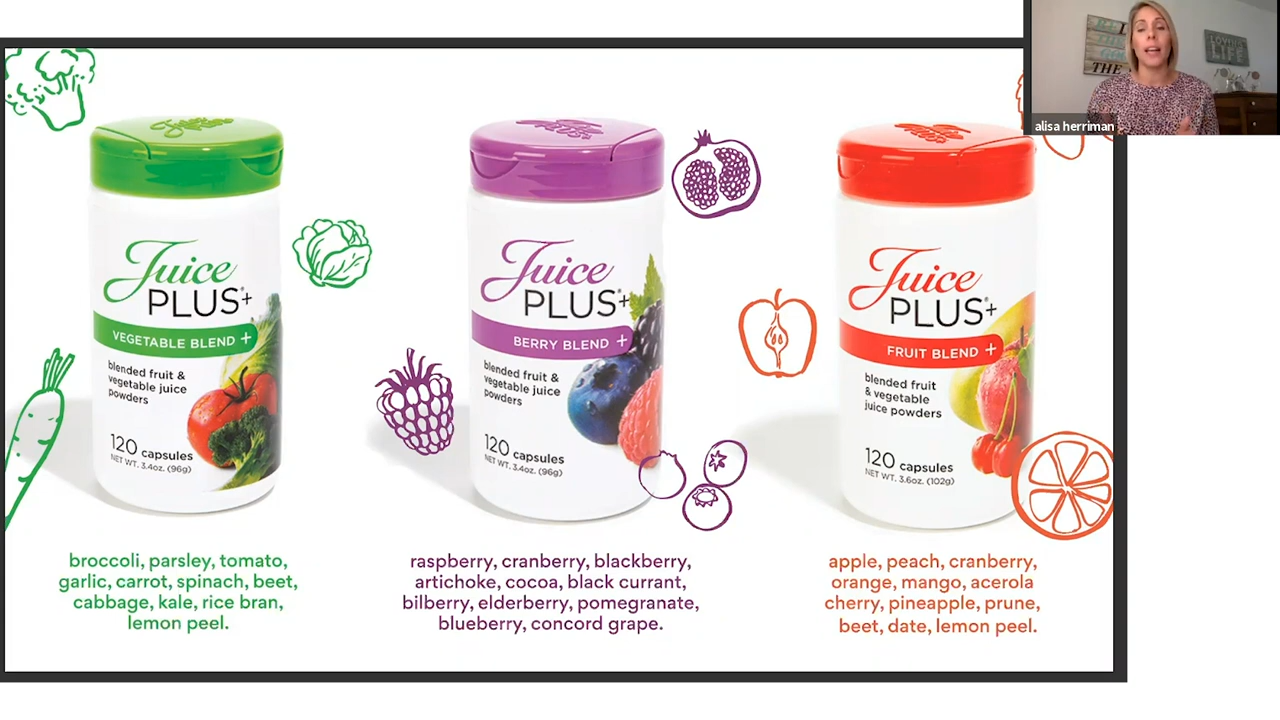 alisa herriman
THE
LIFE
Juice
PLUS+
VEGETABLE BLEND +
blended fruit &
vegetable juice
powders
120 capsules
NET WT. 3.4oz. (96g)
Juice
PLUS+
BERRY BLEND +
blended fruit &
vegetable juice
powders
120 capsules
NET WT. 3.4oz. (96g)
Juice
PLUS+
FRUIT BLEND +
blended fruit
& vegetable
juice powders
120 capsules
NET WT. 3.6oz. (102g)
broccoli, parsley, tomato,
garlic, carrot, spinach, beet,
cabbage, kale, rice bran,
lemon peel.
raspberry, cranberry, blackberry,
artichoke, cocoa, black currant,
bilberry, elderberry, pomegranate,
blueberry, concord grape.
apple, peach, cranberry,
orange, mango, acerola
cherry, pineapple, prune,
beet, date, lemon peel.